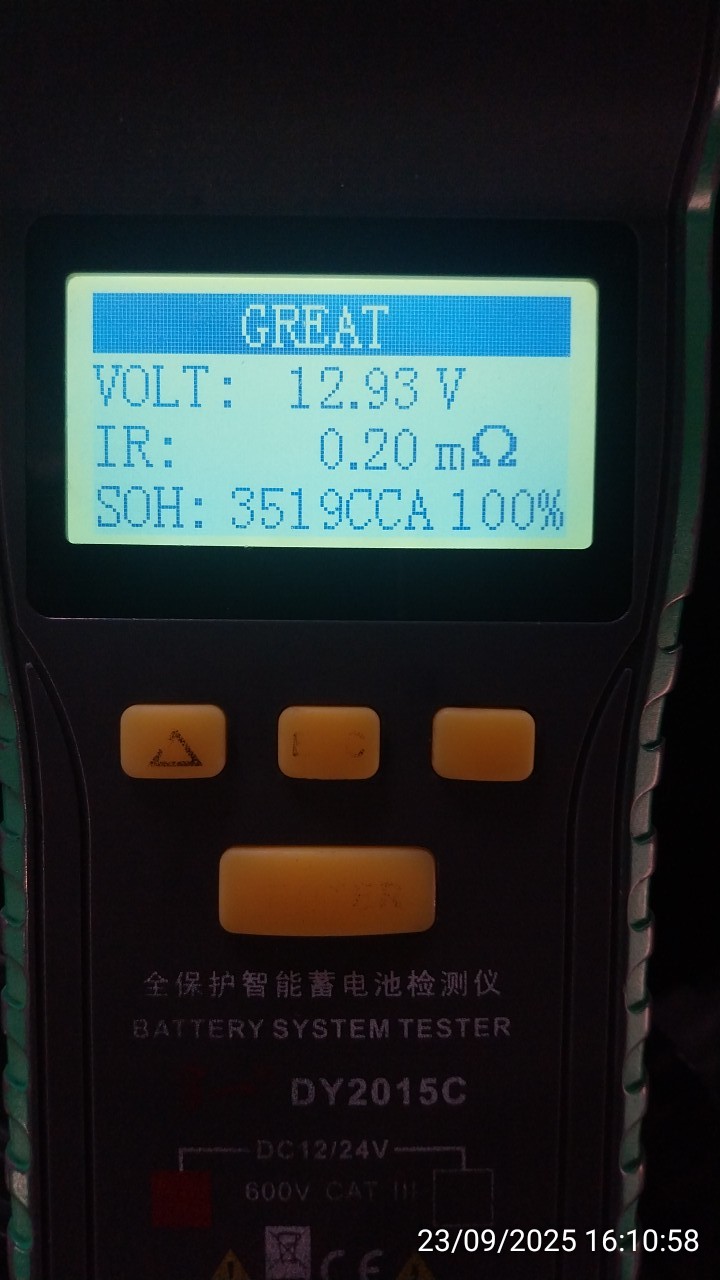 GREAT
VOLT: 12.93 V
IR: 0.20 mΩ
SOH: 3519CCA 100%
全保护智能蓄电池检测仪
BATTERY SYSTEM TESTER
DY2015C
DC12/24V
600V CAT III
CE
23/09/2025 16:10:58